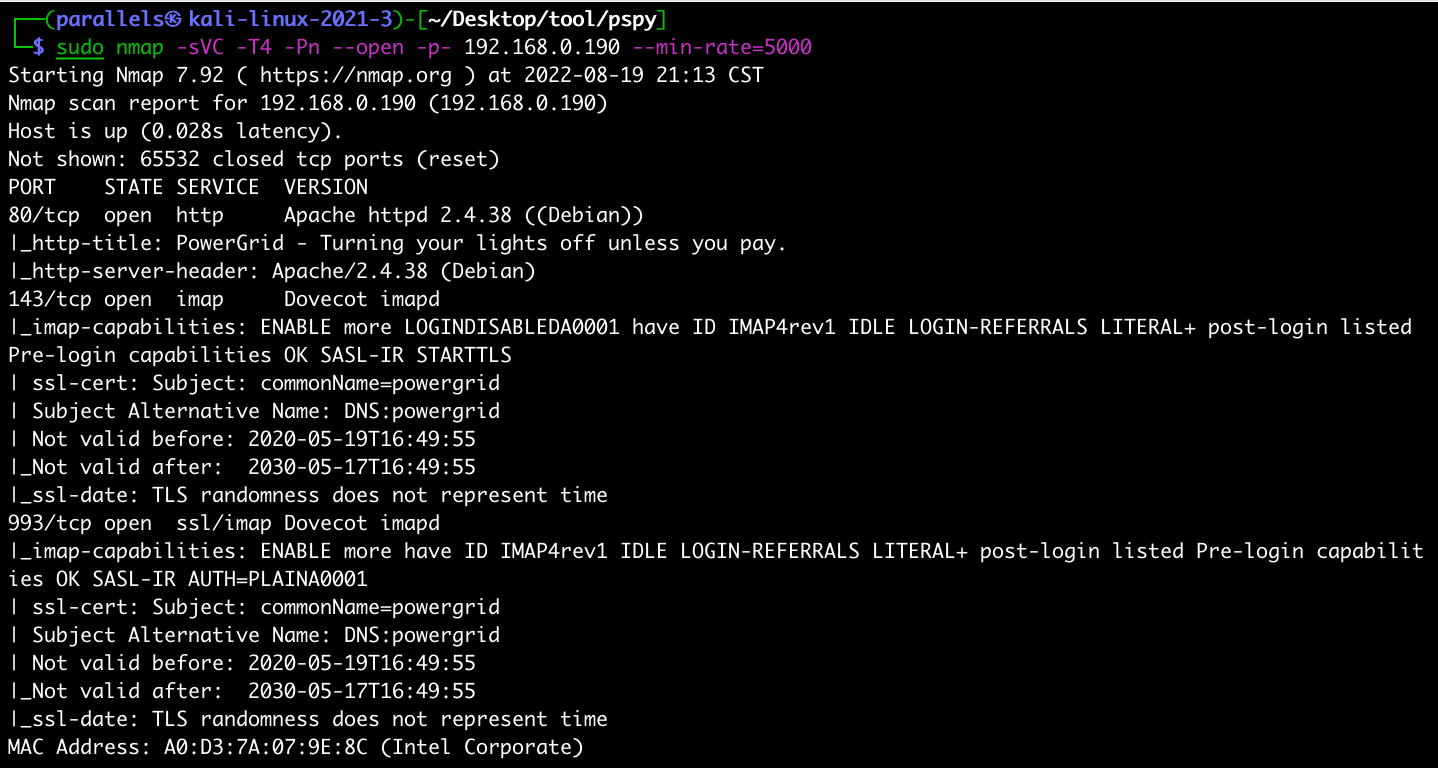 ┌──(parallels㉿kali-linux-2021-3)-[~/Desktop/tool/pspy]
└─$ sudo nmap -sVC -T4 -Pn --open -p- 192.168.0.190 --min-rate=5000
Starting Nmap 7.92 ( https://nmap.org ) at 2022-08-19 21:13 CST
Nmap scan report for 192.168.0.190 (192.168.0.190)
Host is up (0.028s latency).
Not shown: 65532 closed tcp ports (reset)
PORT    STATE SERVICE  VERSION
80/tcp  open  http     Apache httpd 2.4.38 ((Debian))
|_http-title: PowerGrid - Turning your lights off unless you pay.
|_http-server-header: Apache/2.4.38 (Debian)
143/tcp open  imap     Dovecot imapd
|_imap-capabilities: ENABLE more LOGINDISABLEDA0001 have ID IMAP4rev1 IDLE LOGIN-REFERRALS LITERAL+ post-login listed
Pre-login capabilities OK SASL-IR STARTTLS
| ssl-cert: Subject: commonName=powergrid
| Subject Alternative Name: DNS:powergrid
| Not valid before: 2020-05-19T16:49:55
|_Not valid after:  2030-05-17T16:49:55
|_ssl-date: TLS randomness does not represent time
993/tcp open  ssl/imap Dovecot imapd
|_imap-capabilities: ENABLE more have ID IMAP4rev1 IDLE LOGIN-REFERRALS LITERAL+ post-login listed Pre-login capabilit
ies OK SASL-IR AUTH=PLAINA0001
| ssl-cert: Subject: commonName=powergrid
| Subject Alternative Name: DNS:powergrid
| Not valid before: 2020-05-19T16:49:55
|_Not valid after:  2030-05-17T16:49:55
|_ssl-date: TLS randomness does not represent time
MAC Address: A0:D3:7A:07:9E:8C (Intel Corporate)